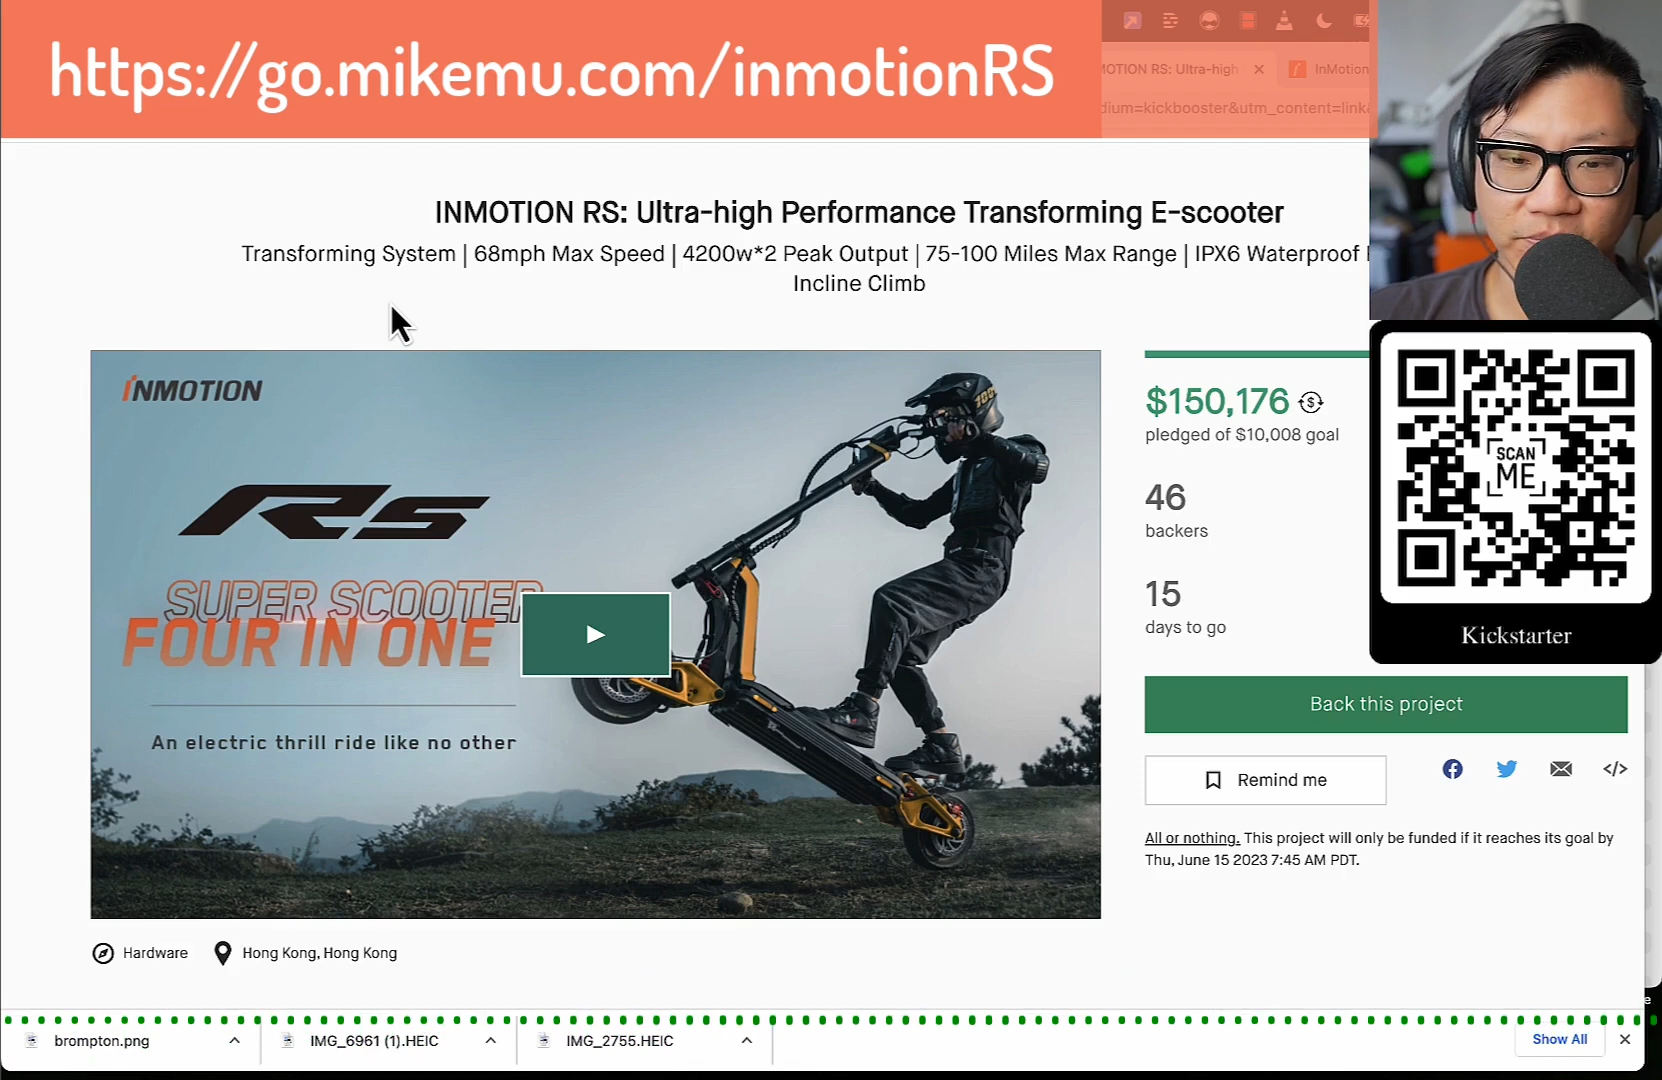 https://go.mikemu.com/inmotionRS
MOTION RS: Ultra-high
InMotion
dium=kickbooster&utm_content=link
INMOTION RS: Ultra-high Performance Transforming E-scooter
Transforming System | 68mph Max Speed | 4200w*2 Peak Output | 75-100 Miles Max Range | IPX6 Waterproof
Incline Climb
INMOTION
RS
SUPER SCOOTER
FOUR IN ONE
An electric thrill ride like no other
100
$150,176
pledged of $10,008 goal
46
backers
15
days to go
SCAN
ME
Kickstarter
Back this project
Remind me
All or nothing. This project will only be funded if it reaches its goal by
Thu, June 15 2023 7:45 AM PDT.
Hardware
Hong Kong, Hong Kong
brompton.png
IMG_6961 (1).HEIC
IMG_2755.HEIC
Show All